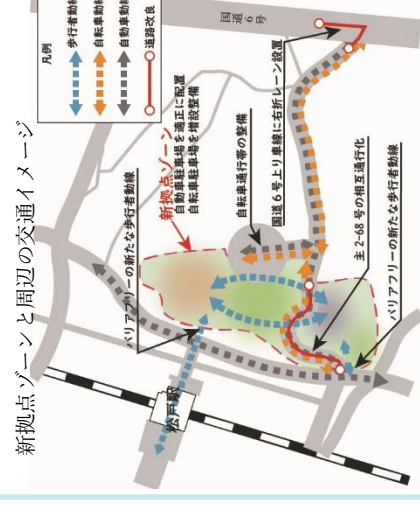 新拠点ゾーンと周辺の交通イメージ
凡例
歩行者動線
自転車動線
自動車動線
道路改良
国道6号
新拠点ゾーン
自動車駐車場を適正に配置
自転車駐車場を増設整備
バリアフリーの新たな歩行者動線
自転車通行帯の整備
国道6号上り車線に右折レーン設置
松戸駅
主2-68号の相互通行化
バリアフリーの新たな歩行者動線